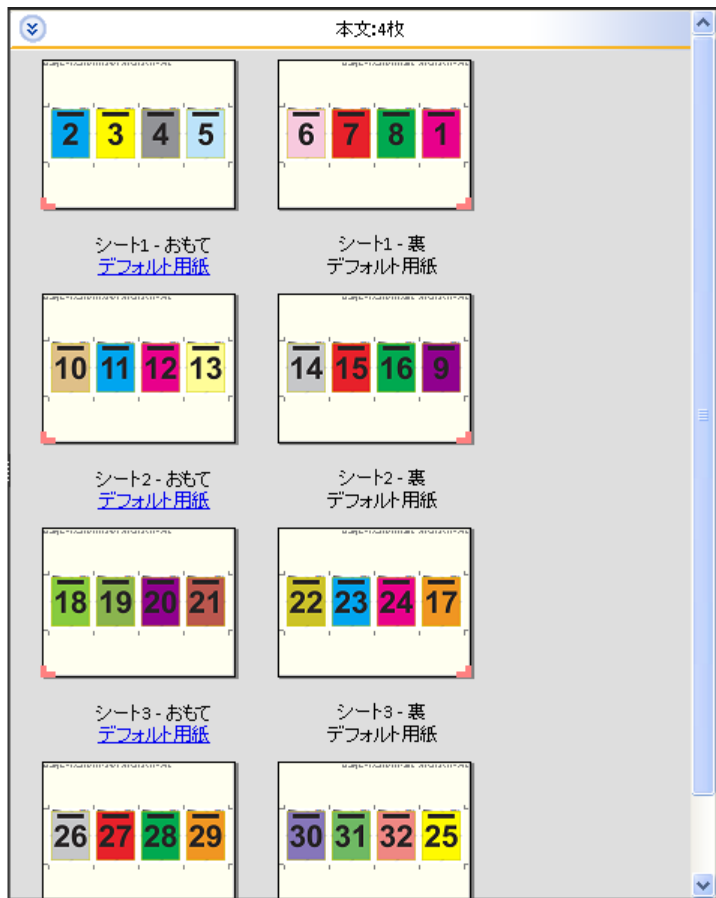 本文:4枚
2 3 4 5
6 7 8 1
シート1 - おもて
デフォルト用紙
シート1 - 裏
デフォルト用紙
10 11 12 13
14 15 16 9
シート2 - おもて
デフォルト用紙
シート2 - 裏
デフォルト用紙
18 19 20 21
22 23 24 17
シート3 - おもて
デフォルト用紙
シート3 - 裏
デフォルト用紙
26 27 28 29
30 31 32 25